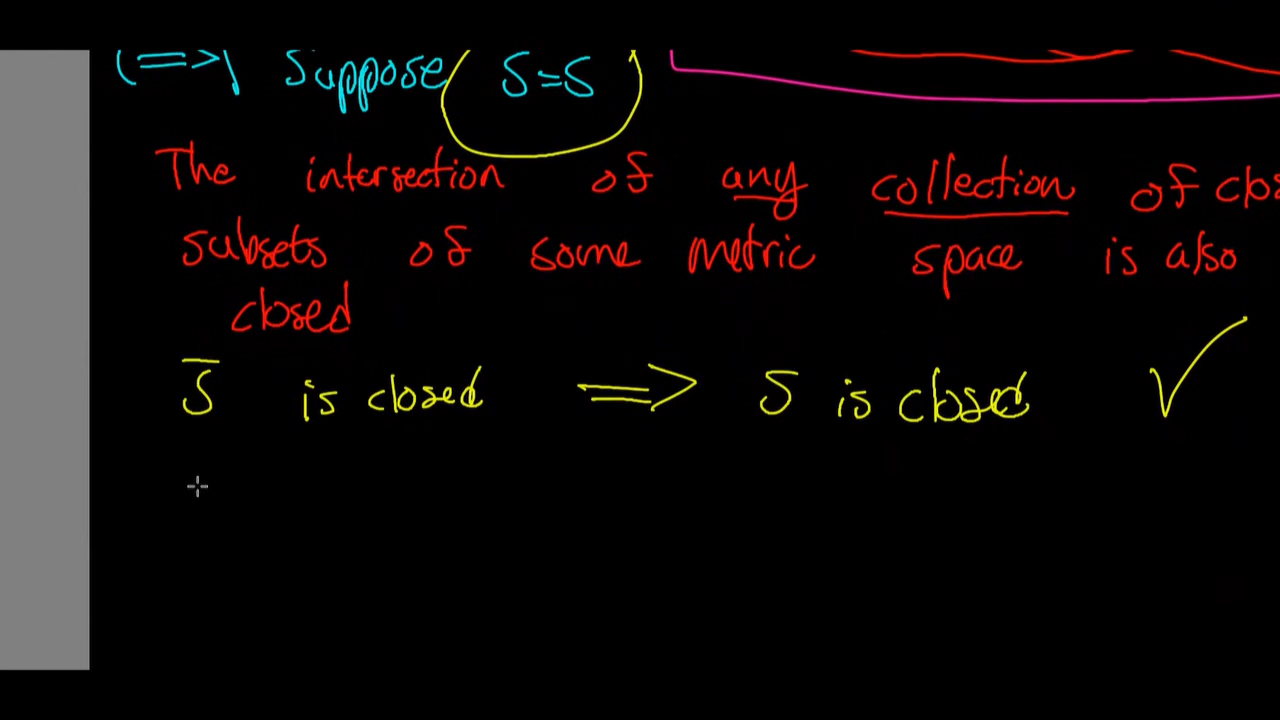 (=>) Suppose S=S
The intersection of any collection of clos
subsets of some metric space is also
closed
S̅ is closed => S is closed ✓